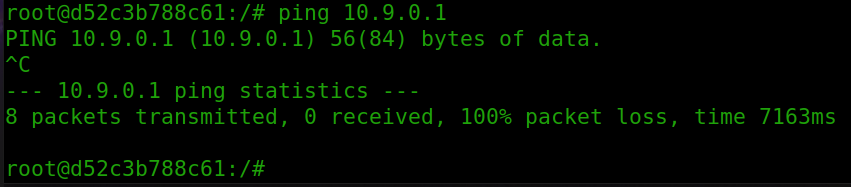 root@d52c3b788c61:/# ping 10.9.0.1
PING 10.9.0.1 (10.9.0.1) 56(84) bytes of data.
^C
--- 10.9.0.1 ping statistics ---
8 packets transmitted, 0 received, 100% packet loss, time 7163ms
root@d52c3b788c61:/#